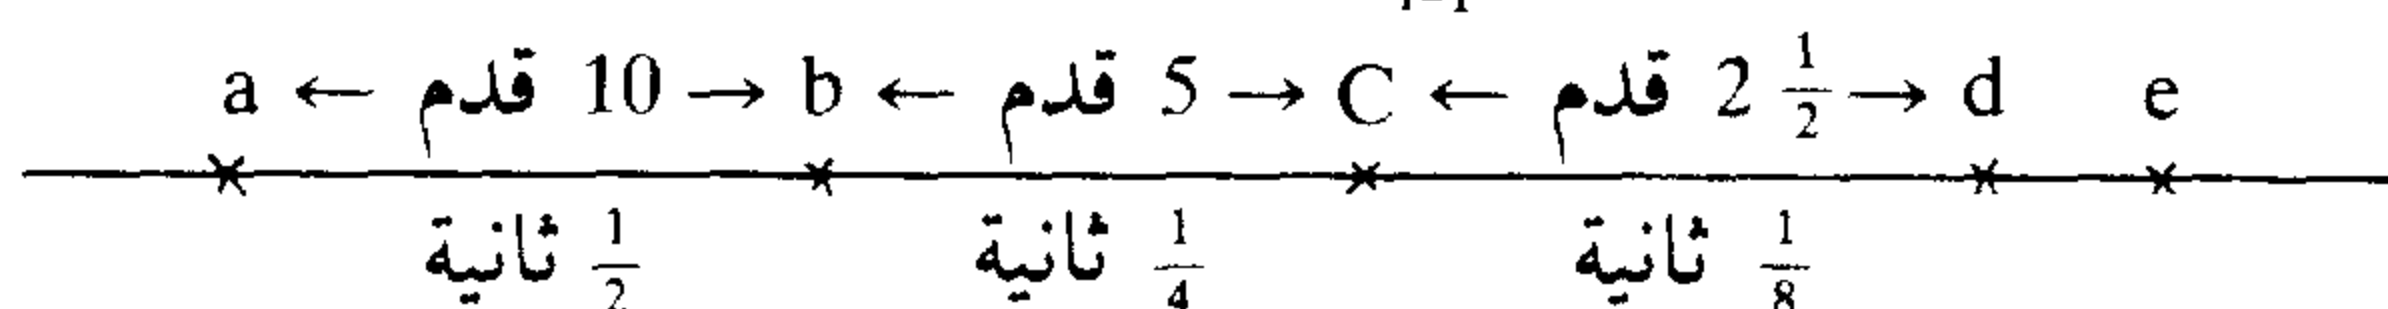 a ← 10 قدم → b ← 5 قدم → C ← 2 1/2 قدم → d e
1/2 ثانية 1/4 ثانية 1/8 ثانية